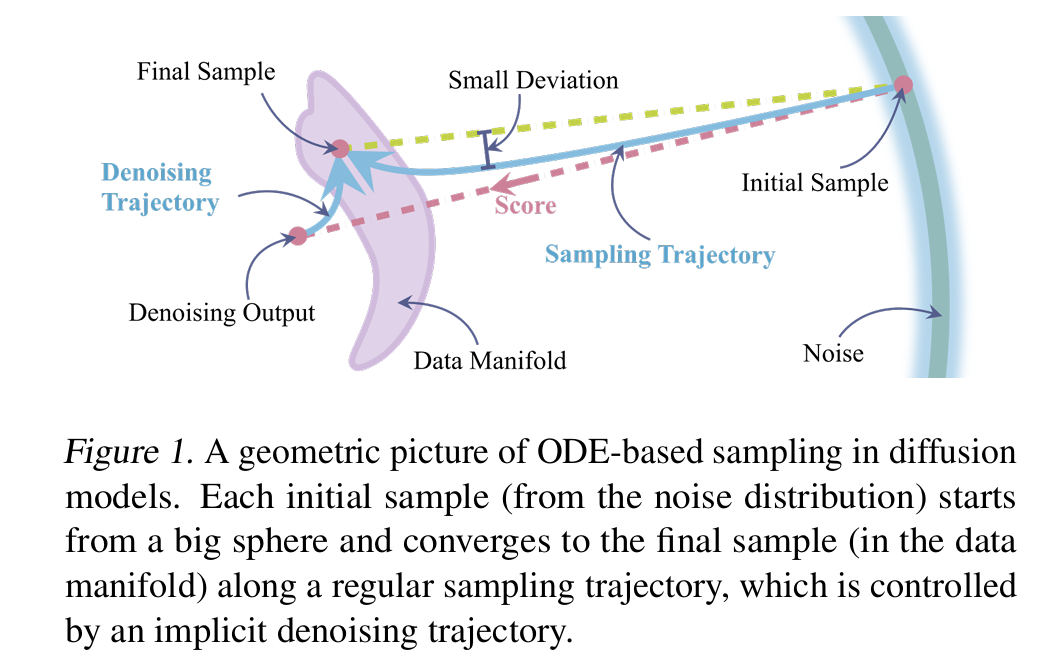 Final Sample
Small Deviation
Denoising
Trajectory
Initial Sample
Score
Sampling Trajectory
Denoising Output
Data Manifold
Noise
Figure 1. A geometric picture of ODE-based sampling in diffusion
models. Each initial sample (from the noise distribution) starts
from a big sphere and converges to the final sample (in the data
manifold) along a regular sampling trajectory, which is controlled
by an implicit denoising trajectory.